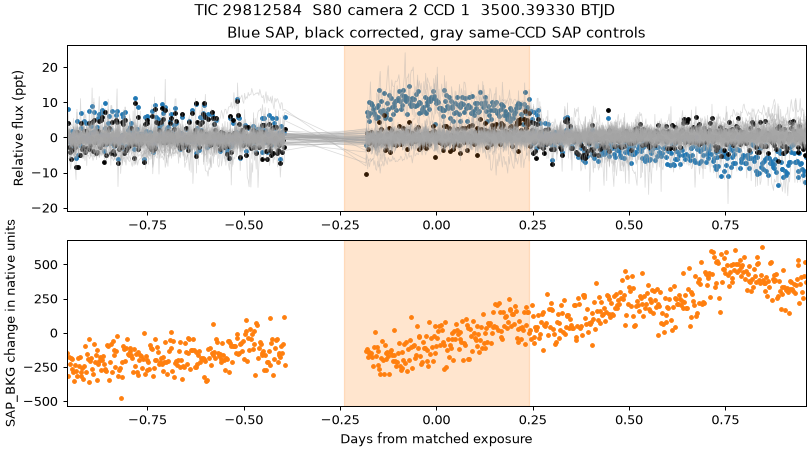 TIC 29812584  S80 camera 2 CCD 1  3500.39330 BTJD
Blue SAP, black corrected, gray same-CCD SAP controls
Relative flux (ppt)
20
10
0
−10
−20
−0.75 −0.50 −0.25 0.00 0.25 0.50 0.75
SAP_BKG change in native units
500
250
0
−250
−500
−0.75 −0.50 −0.25 0.00 0.25 0.50 0.75
Days from matched exposure